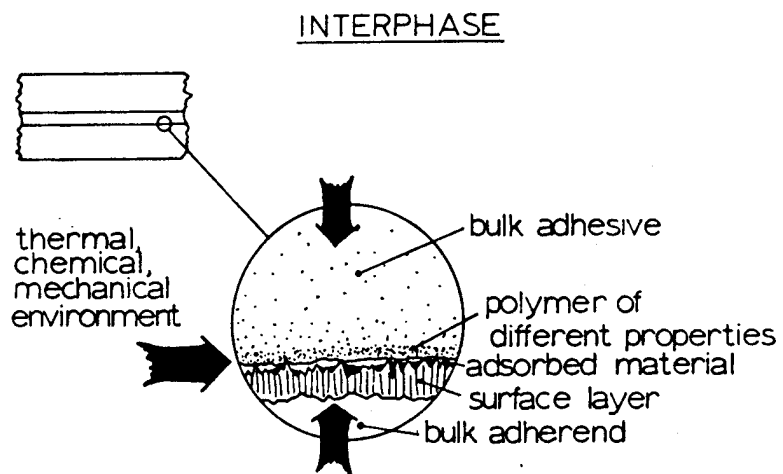 INTERPHASE
thermal,
chemical,
mechanical
environment
bulk adhesive
polymer of
different properties
adsorbed material
surface layer
bulk adherend